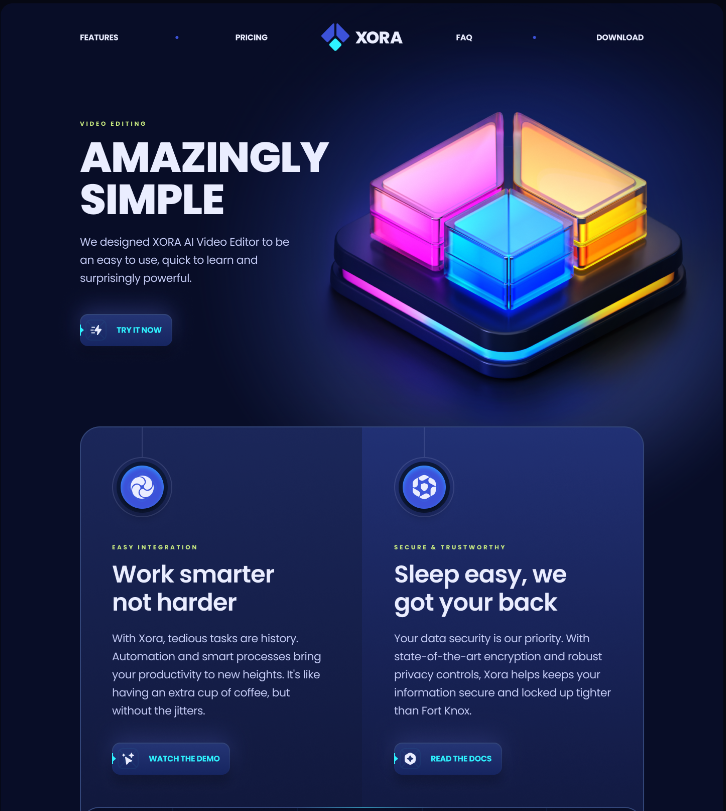 FEATURES
PRICING
XORA
FAQ
DOWNLOAD
VIDEO EDITING
AMAZINGLY
SIMPLE
We designed XORA AI Video Editor to be
an easy to use, quick to learn and
surprisingly powerful.
TRY IT NOW
EASY INTEGRATION
Work smarter
not harder
With Xora, tedious tasks are history.
Automation and smart processes bring
your productivity to new heights. It's like
having an extra cup of coffee, but
without the jitters.
WATCH THE DEMO
SECURE & TRUSTWORTHY
Sleep easy, we
got your back
Your data security is our priority. With
state-of-the-art encryption and robust
privacy controls, Xora helps keeps your
information secure and locked up tighter
than Fort Knox.
READ THE DOCS